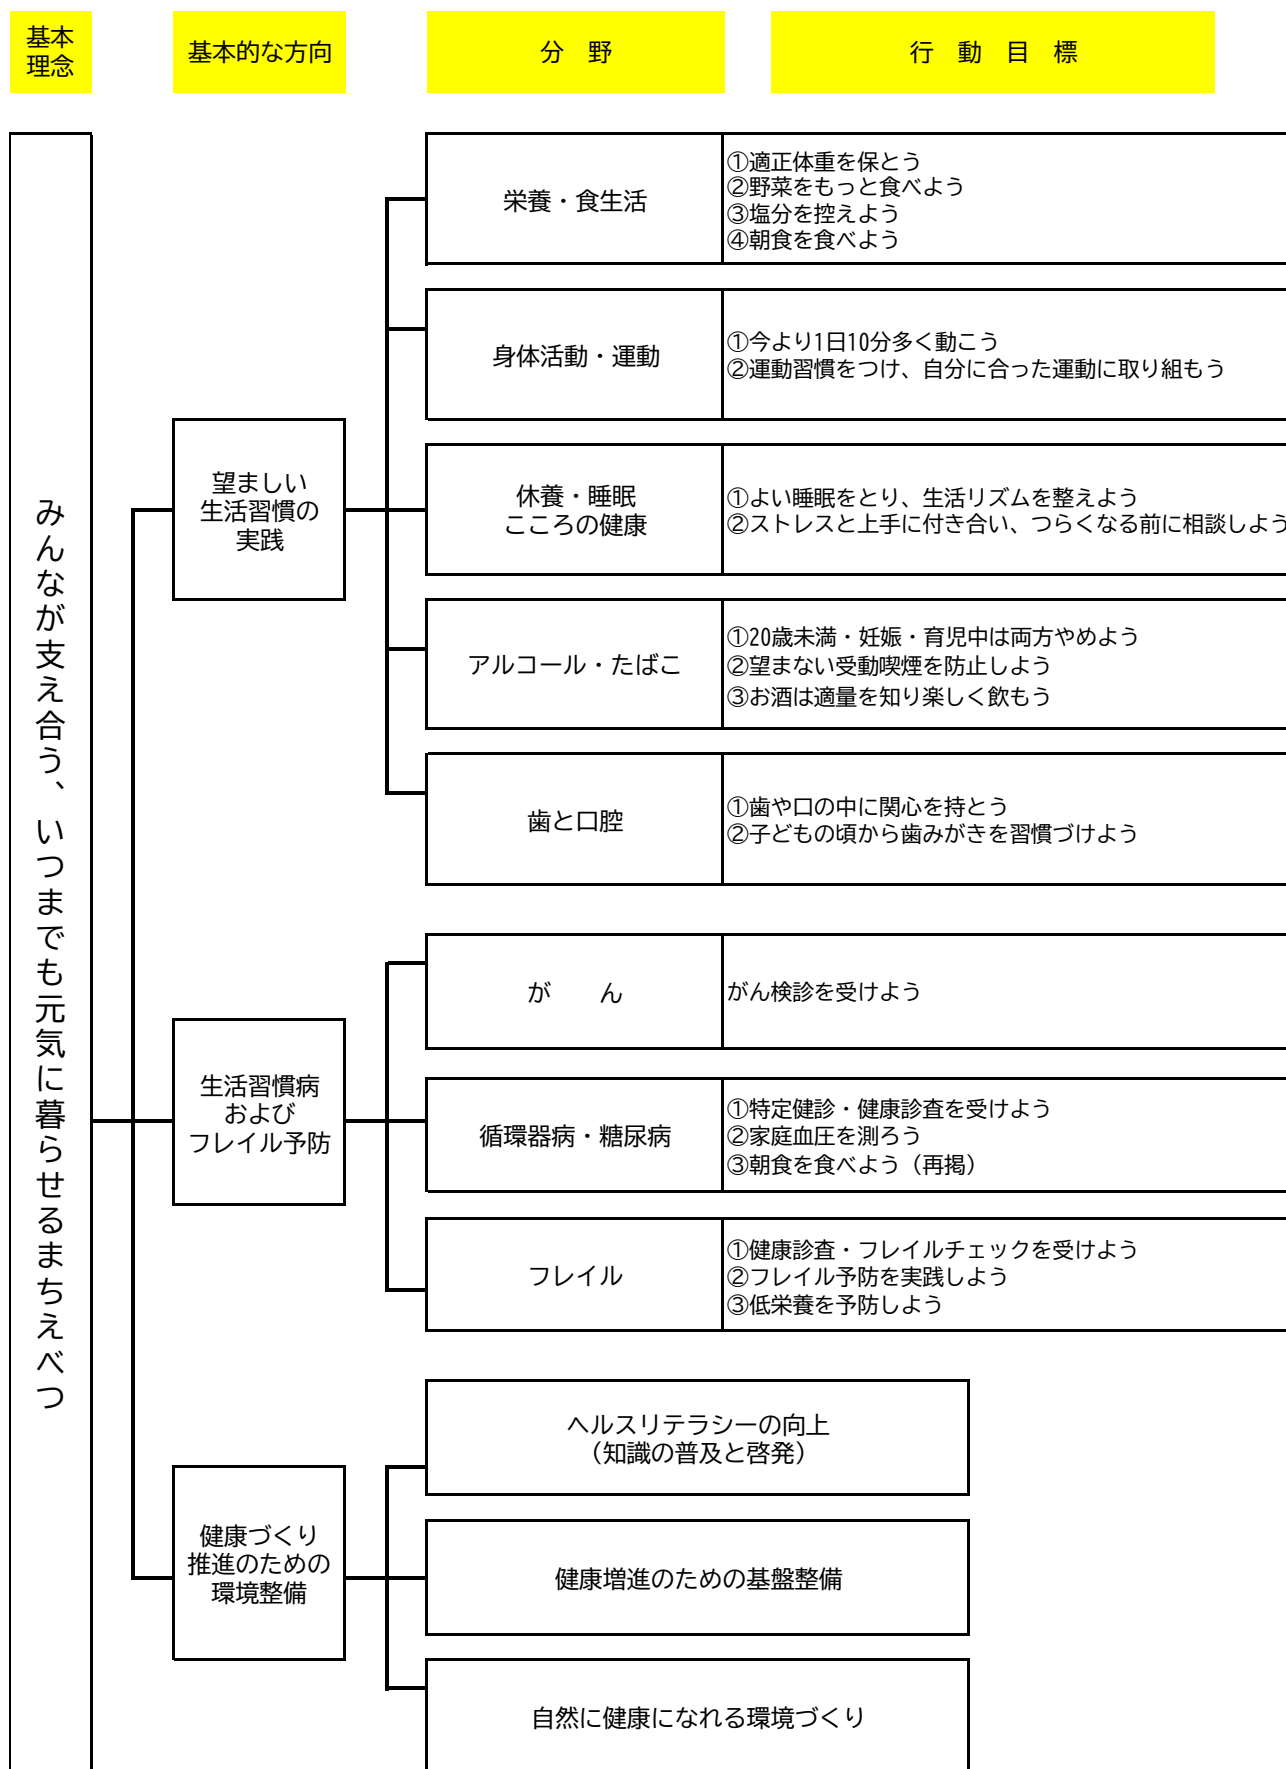 基本
理念
基本的な方向
分　野
行　動　目　標
みんなが支え合う、いつまでも元気に暮らせるまちえべつ
望ましい
生活習慣の
実践
栄養・食生活
①適正体重を保とう
②野菜をもっと食べよう
③塩分を控えよう
④朝食を食べよう
身体活動・運動
①今より1日10分多く動こう
②運動習慣をつけ、自分に合った運動に取り組もう
休養・睡眠
こころの健康
①よい睡眠をとり、生活リズムを整えよう
②ストレスと上手に付き合い、つらくなる前に相談しよう
アルコール・たばこ
①20歳未満・妊娠・育児中は両方やめよう
②望まない受動喫煙を防止しよう
③お酒は適量を知り楽しく飲もう
歯と口腔
①歯や口の中に関心を持とう
②子どもの頃から歯みがきを習慣づけよう
生活習慣病
および
フレイル予防
が　　ん
がん検診を受けよう
循環器病・糖尿病
①特定健診・健康診査を受けよう
②家庭血圧を測ろう
③朝食を食べよう（再掲）
フレイル
①健康診査・フレイルチェックを受けよう
②フレイル予防を実践しよう
③低栄養を予防しよう
健康づくり
推進のための
環境整備
ヘルスリテラシーの向上
（知識の普及と啓発）
健康増進のための基盤整備
自然に健康になれる環境づくり